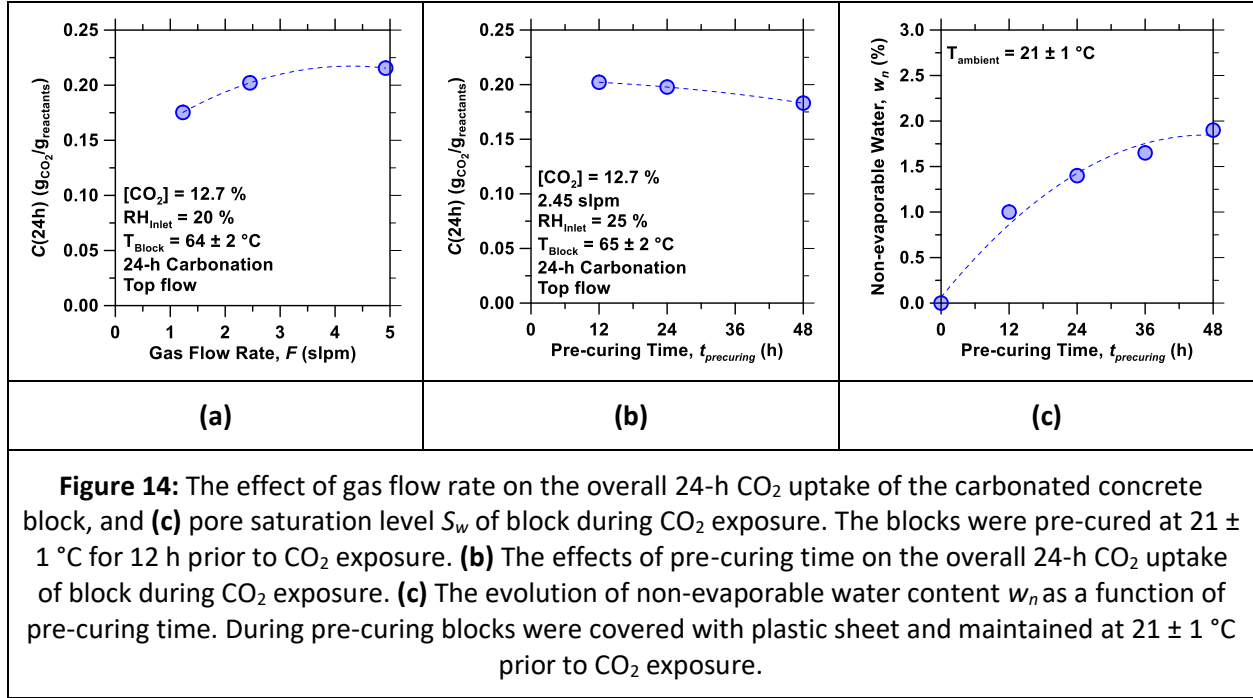 0.25
0.20
0.15
0.10
0.05
0.00
C(24h) (gCO₂/greactants)
[CO₂] = 12.7 %
RHInlet = 20 %
TBlock = 64 ± 2 °C
24-h Carbonation
Top flow
0 1 2 3 4 5
Gas Flow Rate, F (slpm)
0.25
0.20
0.15
0.10
0.05
0.00
C(24h) (gCO₂/greactants)
[CO₂] = 12.7 %
2.45 slpm
RHInlet = 25 %
TBlock = 65 ± 2 °C
24-h Carbonation
Top flow
0 12 24 36 48
Pre-curing Time, tprecuring (h)
3.0
2.5
2.0
1.5
1.0
0.5
0.0
Non-evaporable Water, wn (%)
Tambient = 21 ± 1 °C
0 12 24 36 48
Pre-curing Time, tprecuring (h)
(a) (b) (c)
Figure 14: The effect of gas flow rate on the overall 24-h CO₂ uptake of the carbonated concrete
block, and (c) pore saturation level Sw of block during CO₂ exposure. The blocks were pre-cured at 21 ±
1 °C for 12 h prior to CO₂ exposure. (b) The effects of pre-curing time on the overall 24-h CO₂ uptake
of block during CO₂ exposure. (c) The evolution of non-evaporable water content wn as a function of
pre-curing time. During pre-curing blocks were covered with plastic sheet and maintained at 21 ± 1 °C
prior to CO₂ exposure.